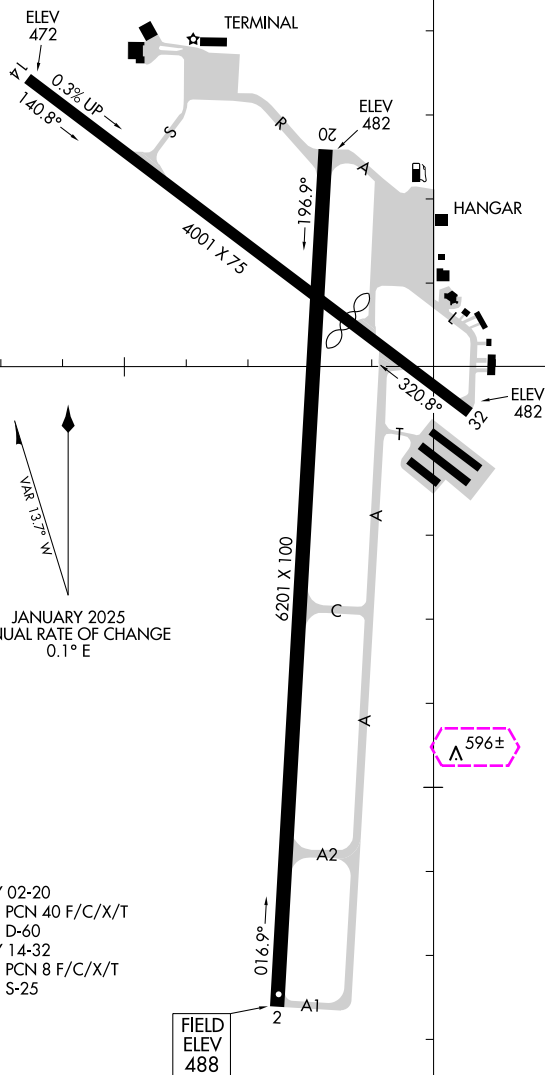 ELEV
472
TERMINAL
14
0.3% UP
140.8°
S
R
20
ELEV
482
A
196.9°
HANGAR
4001 X 75
L
320.8°
ELEV
482
32
T
VAR 13.7° W
A
6201 X 100
JANUARY 2025
NUAL RATE OF CHANGE
0.1° E
C
A
596±
A2
Y 02-20
PCN 40 F/C/X/T
D-60
Y 14-32
PCN 8 F/C/X/T
S-25
016.9°
A1
2
FIELD
ELEV
488